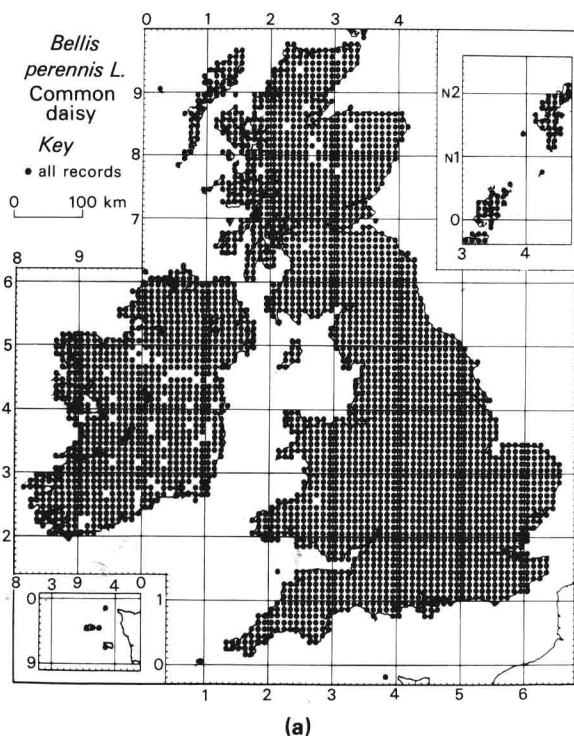 0 1 2 3 4
Bellis
perennis L.
Common
daisy
Key
• all records
0 100 km
9
8
7
N2
N1
0
3 4 5
8 9
6
5
4
3
2
8 3 9 4 0
0
9
1
0
1 2 3 4 5 6
(a)